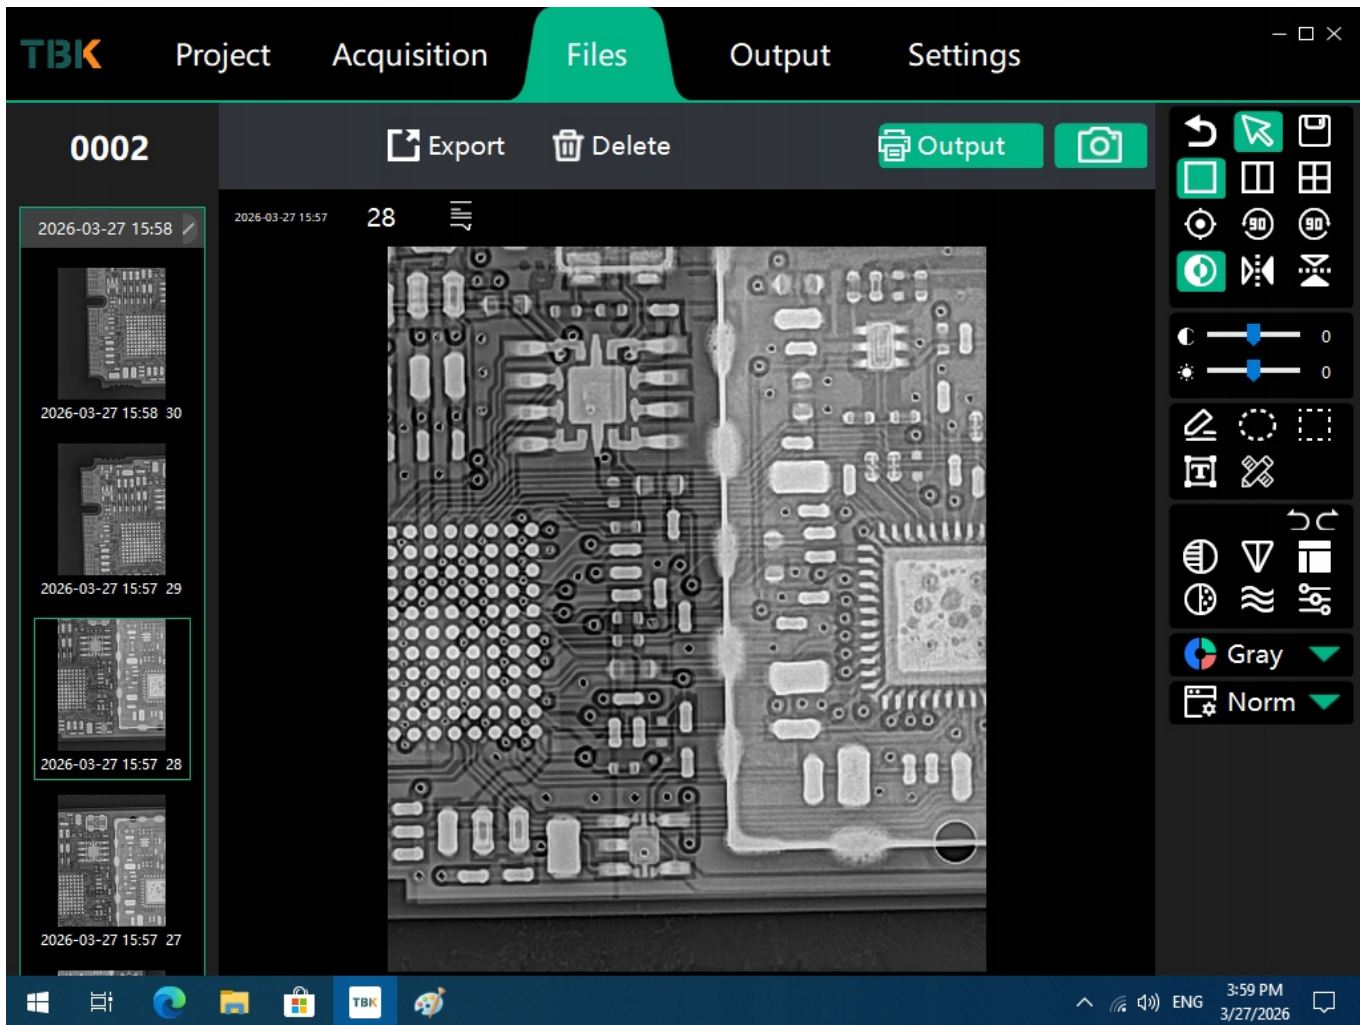 TBK
Project
Acquisition
Files
Output
Settings
0002
Export
Delete
Output
2026-03-27 15:58
2026-03-27 15:57
28
2026-03-27 15:58 30
2026-03-27 15:57 29
2026-03-27 15:57 28
2026-03-27 15:57 27
90
90
0
0
T
Gray
Norm
TBK
ENG
3:59 PM
3/27/2026